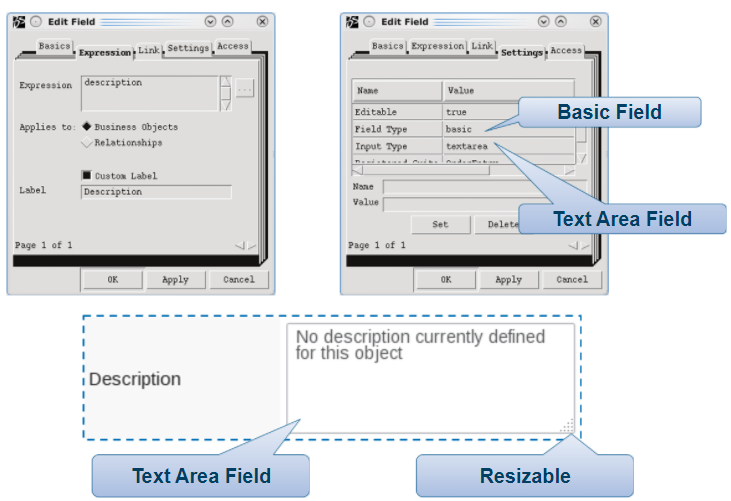 Edit Field
Basics Expression Link Settings Access
Expression description ...
Applies to: Business Objects
Relationships
Custom Label
Label Description
Page 1 of 1
OK Apply Cancel
Edit Field
Basics Expression Link Settings Access
Name Value
Editable true
Field Type basic
Input Type textarea
Registered Suite OrderEntry
Name
Value
Set Delete
Page 1 of 1
OK Apply Cancel
Basic Field
Text Area Field
Description
No description currently defined
for this object
Text Area Field
Resizable